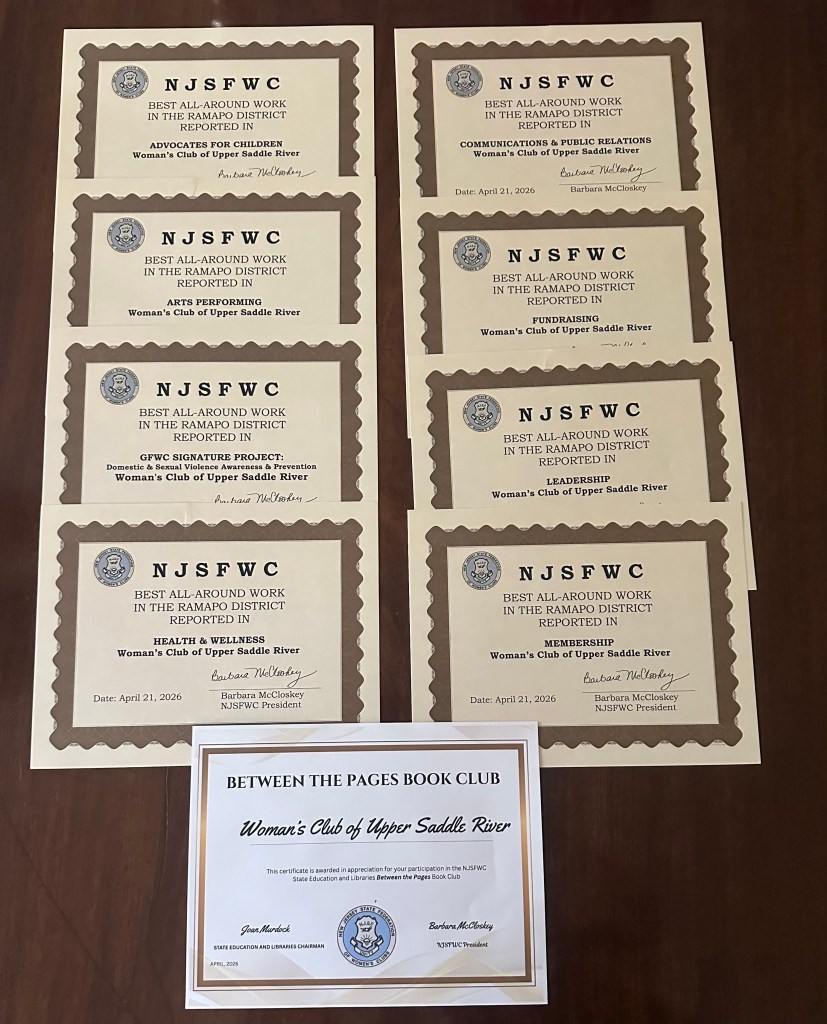 NJSFWC
BEST ALL-AROUND WORK
IN THE RAMAPO DISTRICT
REPORTED IN
ADVOCATES FOR CHILDREN
Woman's Club of Upper Saddle River
Barbara McCloskey
NJSFWC
BEST ALL-AROUND WORK
IN THE RAMAPO DISTRICT
REPORTED IN
ARTS PERFORMING
Woman's Club of Upper Saddle River
NJSFWC
BEST ALL-AROUND WORK
IN THE RAMAPO DISTRICT
REPORTED IN
GFWC SIGNATURE PROJECT:
Domestic & Sexual Violence Awareness & Prevention
Woman's Club of Upper Saddle River
Barbara McCloskey
NJSFWC
BEST ALL-AROUND WORK
IN THE RAMAPO DISTRICT
REPORTED IN
HEALTH & WELLNESS
Woman's Club of Upper Saddle River
Barbara McCloskey
Date: April 21, 2026
Barbara McCloskey
NJSFWC President
NJSFWC
BEST ALL-AROUND WORK
IN THE RAMAPO DISTRICT
REPORTED IN
COMMUNICATIONS & PUBLIC RELATIONS
Woman's Club of Upper Saddle River
Barbara McCloskey
Date: April 21, 2026
Barbara McCloskey
NJSFWC
BEST ALL-AROUND WORK
IN THE RAMAPO DISTRICT
REPORTED IN
FUNDRAISING
Woman's Club of Upper Saddle River
NJSFWC
BEST ALL-AROUND WORK
IN THE RAMAPO DISTRICT
REPORTED IN
LEADERSHIP
Woman's Club of Upper Saddle River
NJSFWC
BEST ALL-AROUND WORK
IN THE RAMAPO DISTRICT
REPORTED IN
MEMBERSHIP
Woman's Club of Upper Saddle River
Barbara McCloskey
Date: April 21, 2026
Barbara McCloskey
NJSFWC President
BETWEEN THE PAGES BOOK CLUB
Woman's Club of Upper Saddle River
This certificate is awarded in appreciation for your participation in the NJSFWC
State Education and Libraries Between the Pages Book Club
Joan Murdock
STATE EDUCATION AND LIBRARIES CHAIRMAN
APRIL, 2026
NEW JERSEY STATE FEDERATION
OF WOMEN'S CLUBS
Barbara McCloskey
NJSFWC President